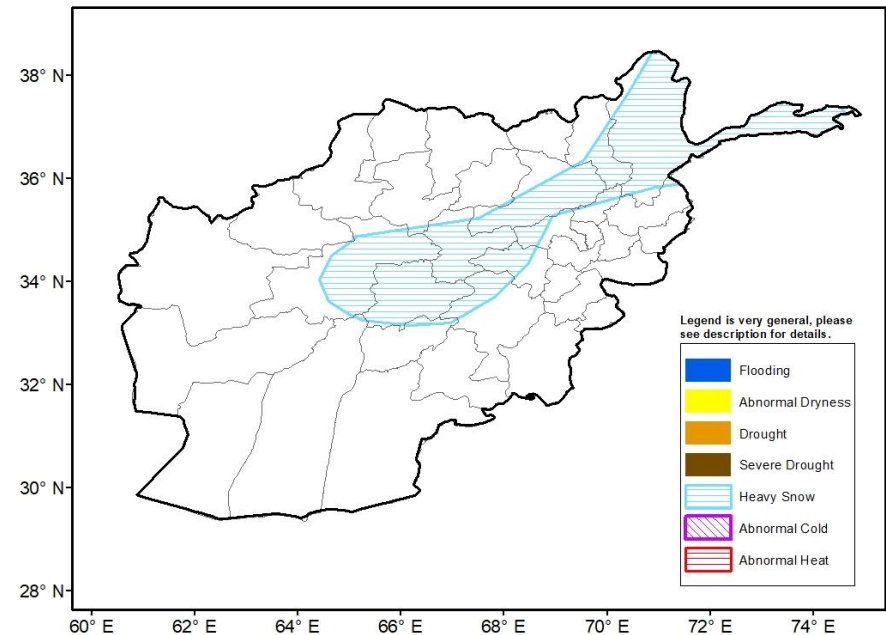 38° N
36° N
34° N
32° N
30° N
28° N
60° E
62° E
64° E
66° E
68° E
70° E
72° E
74° E
Legend is very general, please
see description for details.
Flooding
Abnormal Dryness
Drought
Severe Drought
Heavy Snow
Abnormal Cold
Abnormal Heat